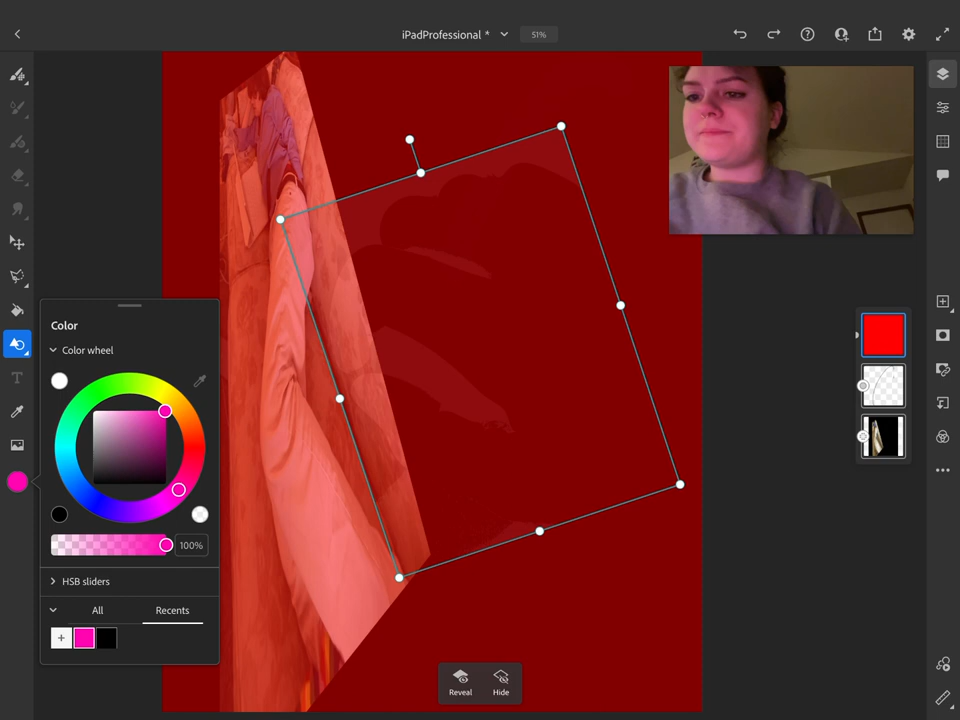 iPadProfessional *
51%
Color
Color wheel
100%
HSB sliders
All
Recents
Reveal
Hide